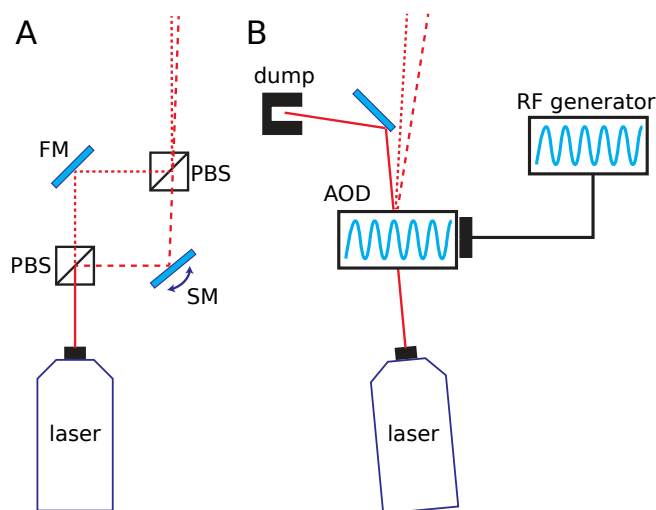 A
FM
PBS
PBS
SM
laser
B
dump
RF generator
AOD
laser